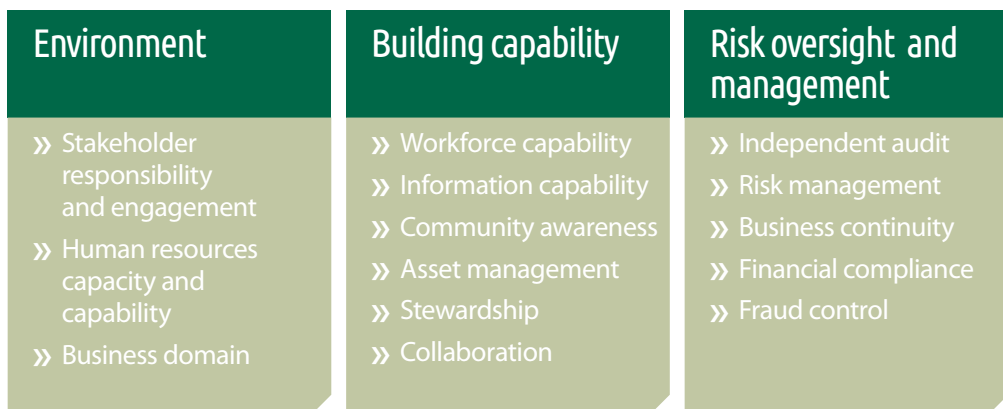 Environment
» Stakeholder
responsibility
and engagement
» Human resources
capacity and
capability
» Business domain
Building capability
» Workforce capability
» Information capability
» Community awareness
» Asset management
» Stewardship
» Collaboration
Risk oversight and
management
» Independent audit
» Risk management
» Business continuity
» Financial compliance
» Fraud control